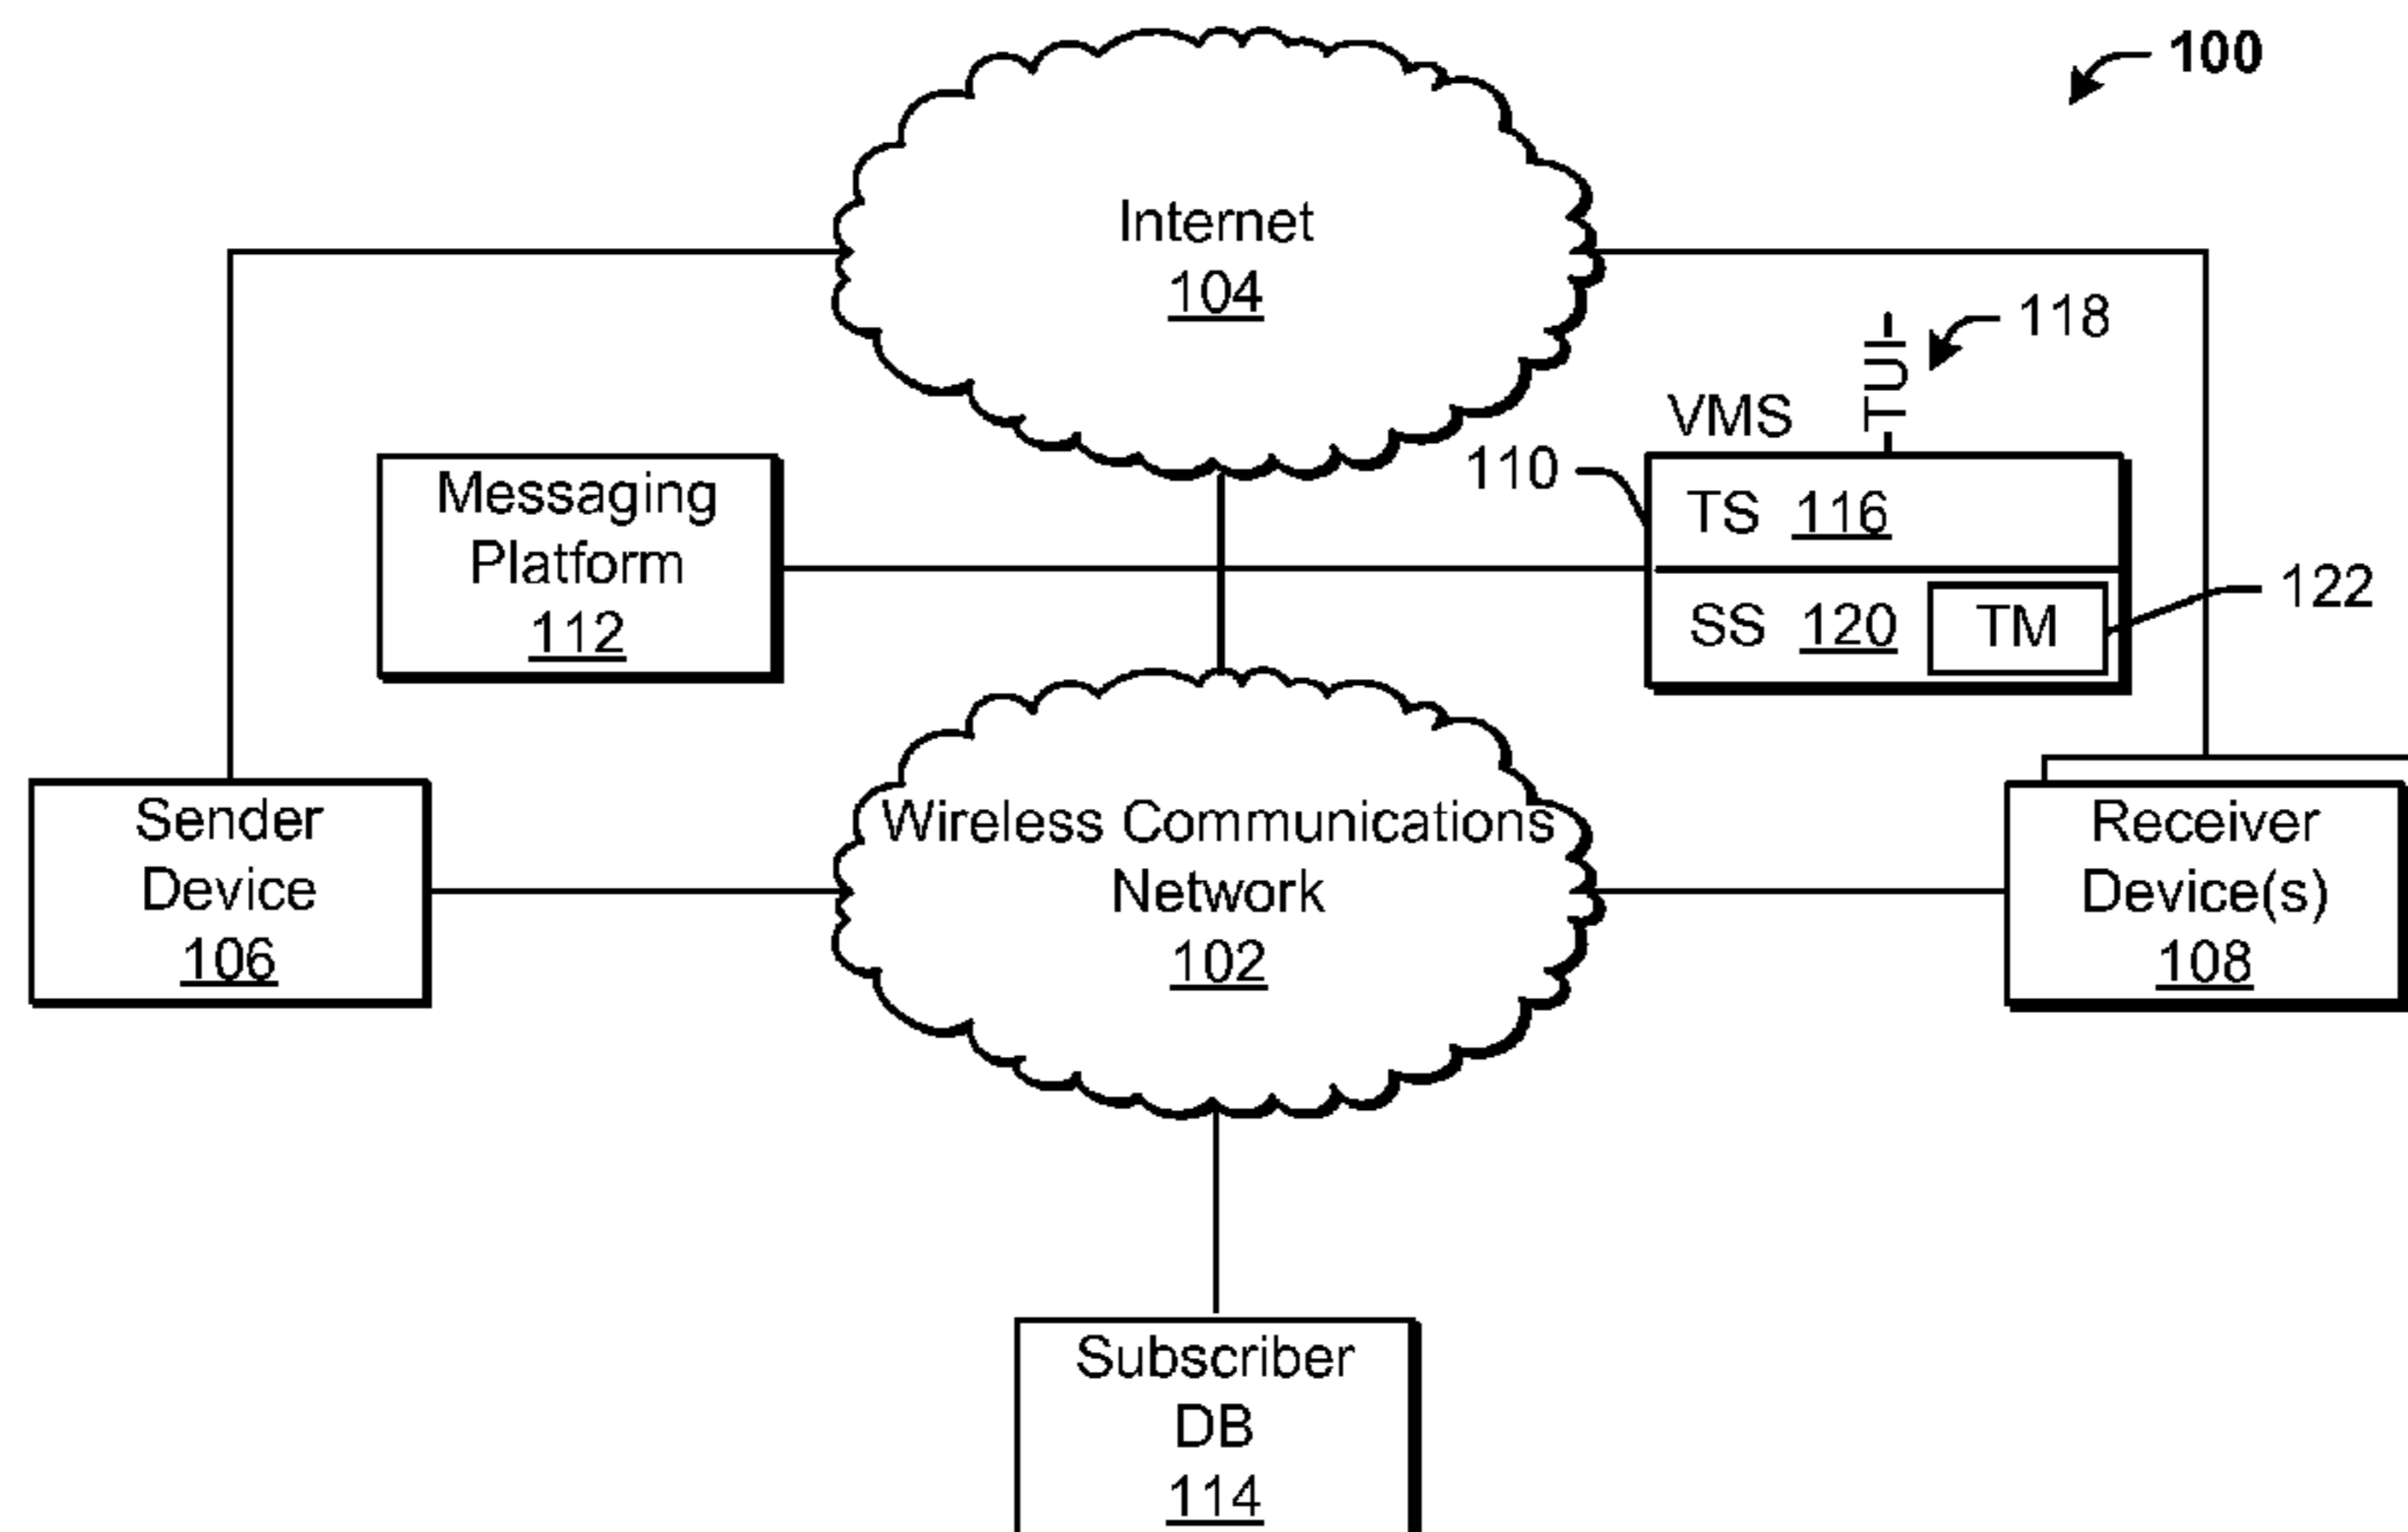 100
Internet
104
118
TUI
VMS
110
Messaging
Platform
112
TS 116
SS 120
TM
122
Sender
Device
106
Wireless Communications
Network
102
Receiver
Device(s)
108
Subscriber
DB
114